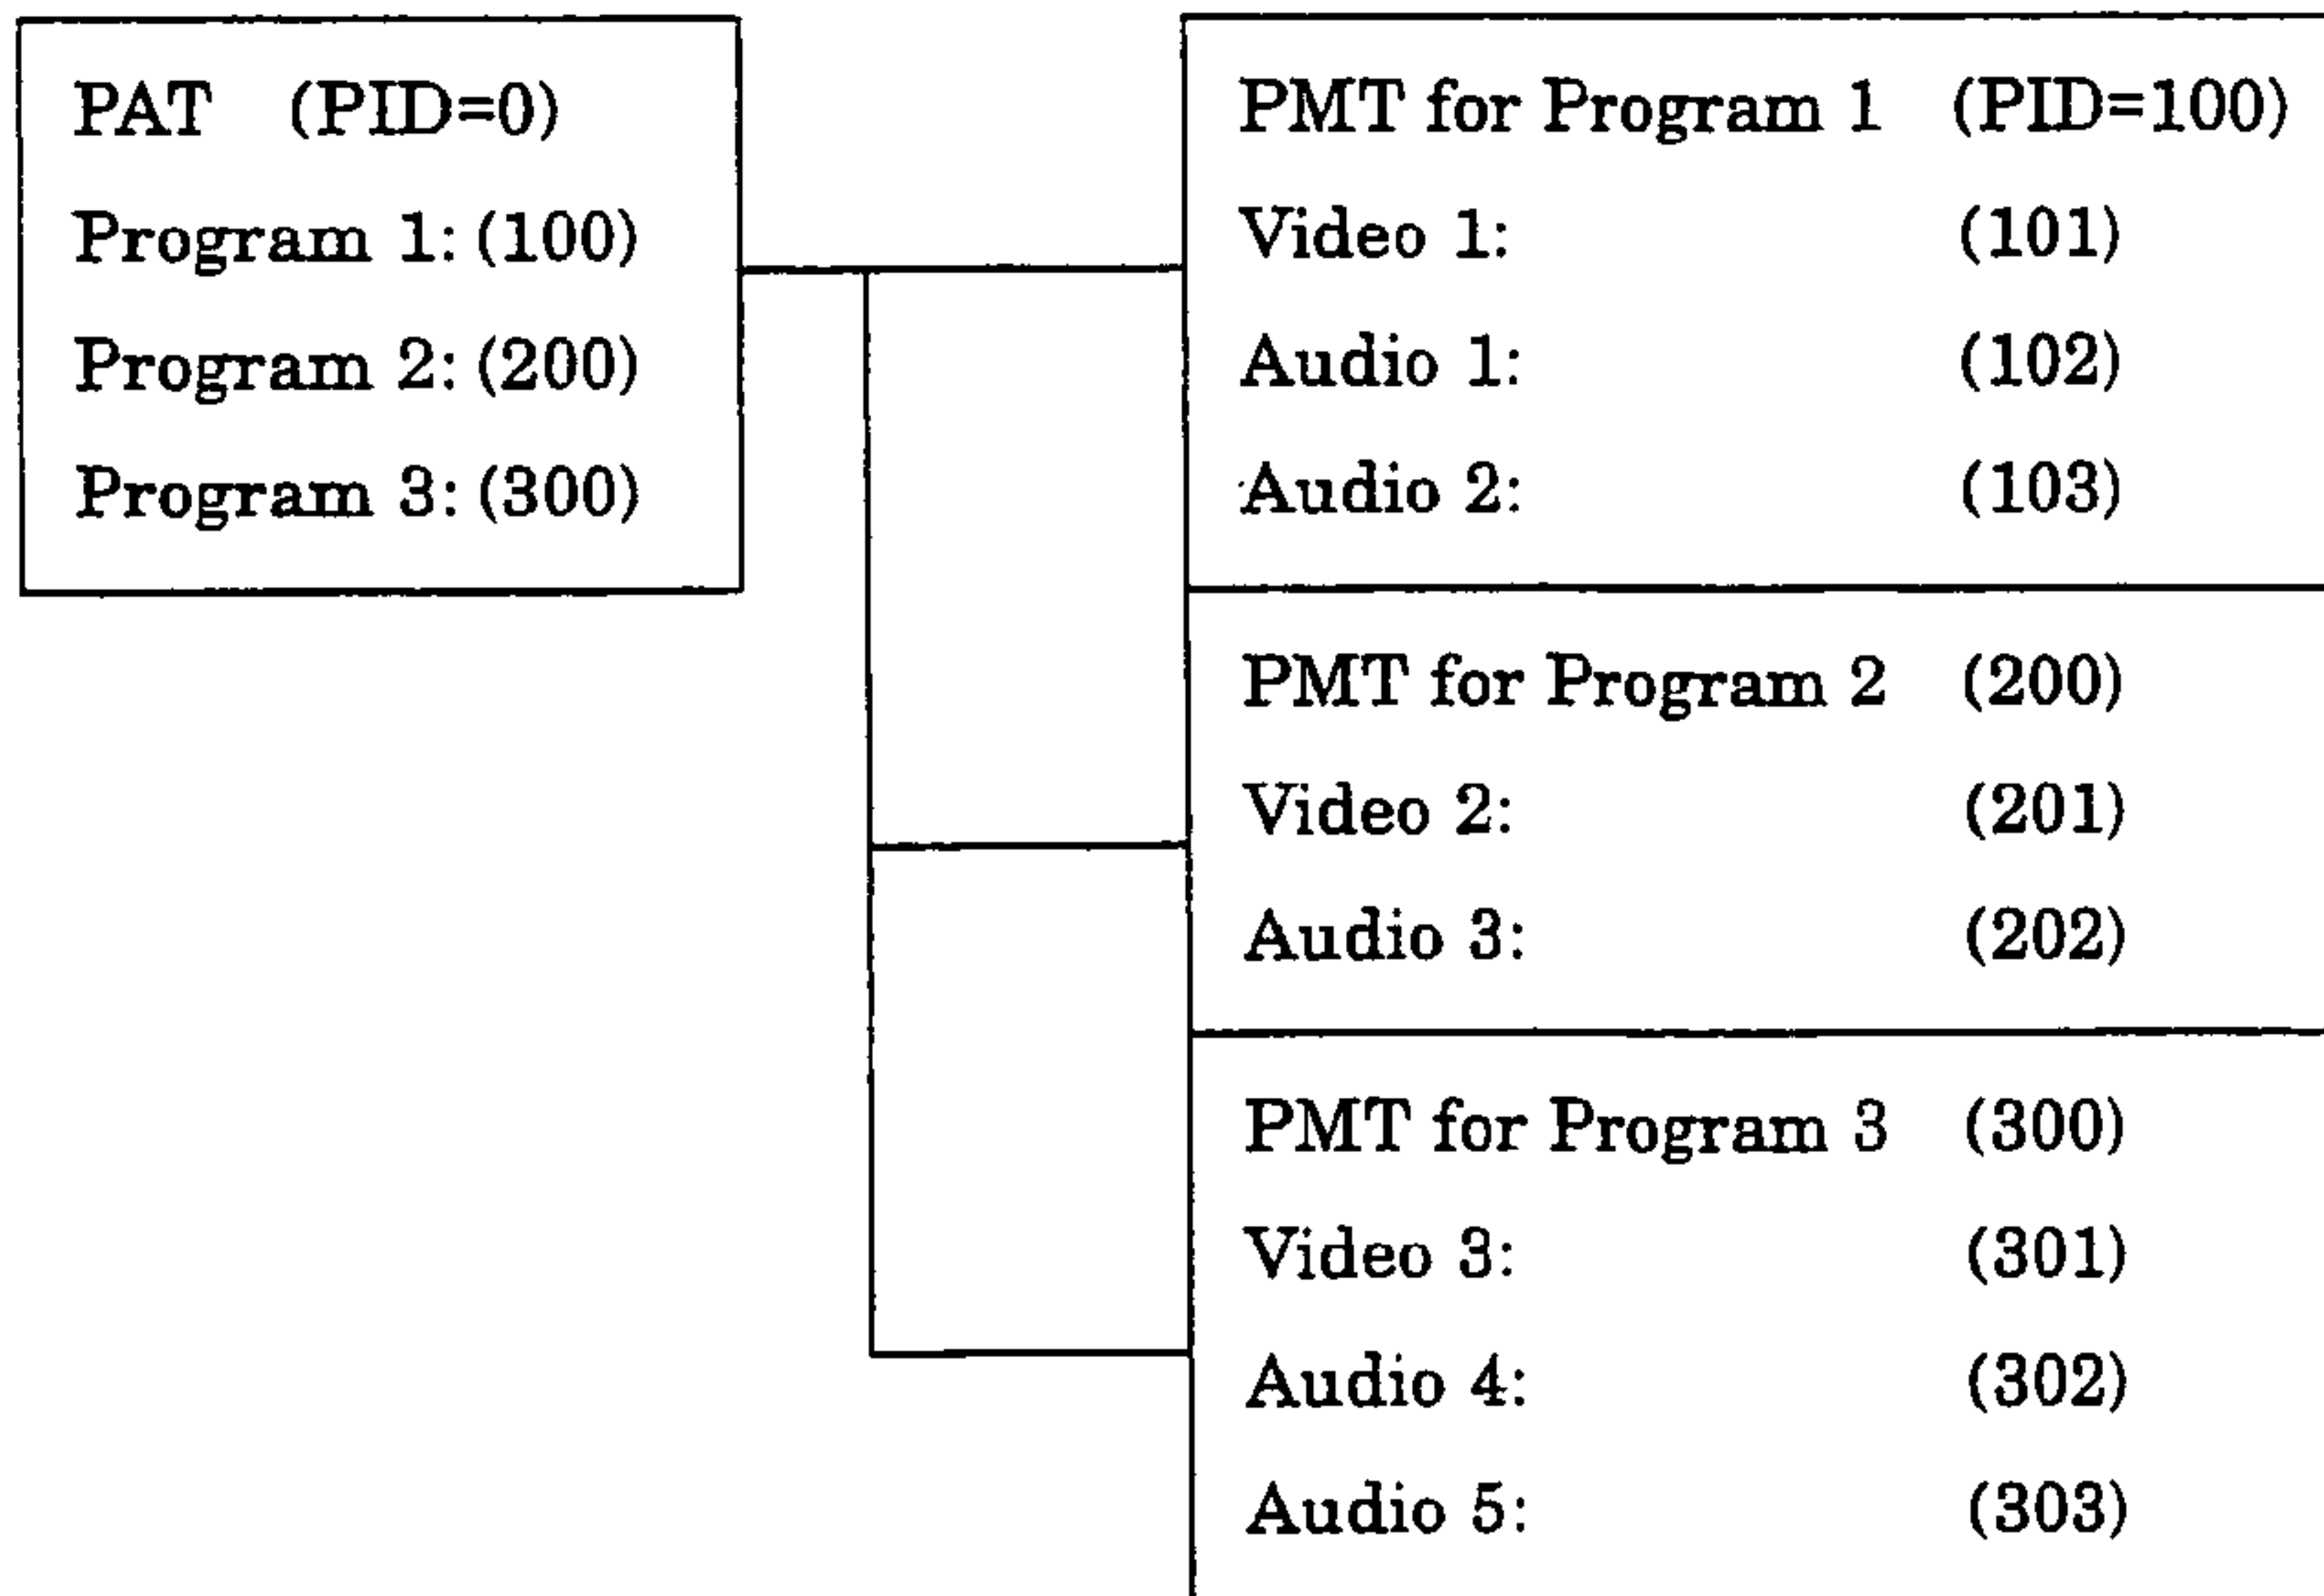 PAT (PID=0)
Program 1: (100)
Program 2: (200)
Program 3: (300)
PMT for Program 1 (PID=100)
Video 1: (101)
Audio 1: (102)
Audio 2: (103)
PMT for Program 2 (200)
Video 2: (201)
Audio 3: (202)
PMT for Program 3 (300)
Video 3: (301)
Audio 4: (302)
Audio 5: (303)